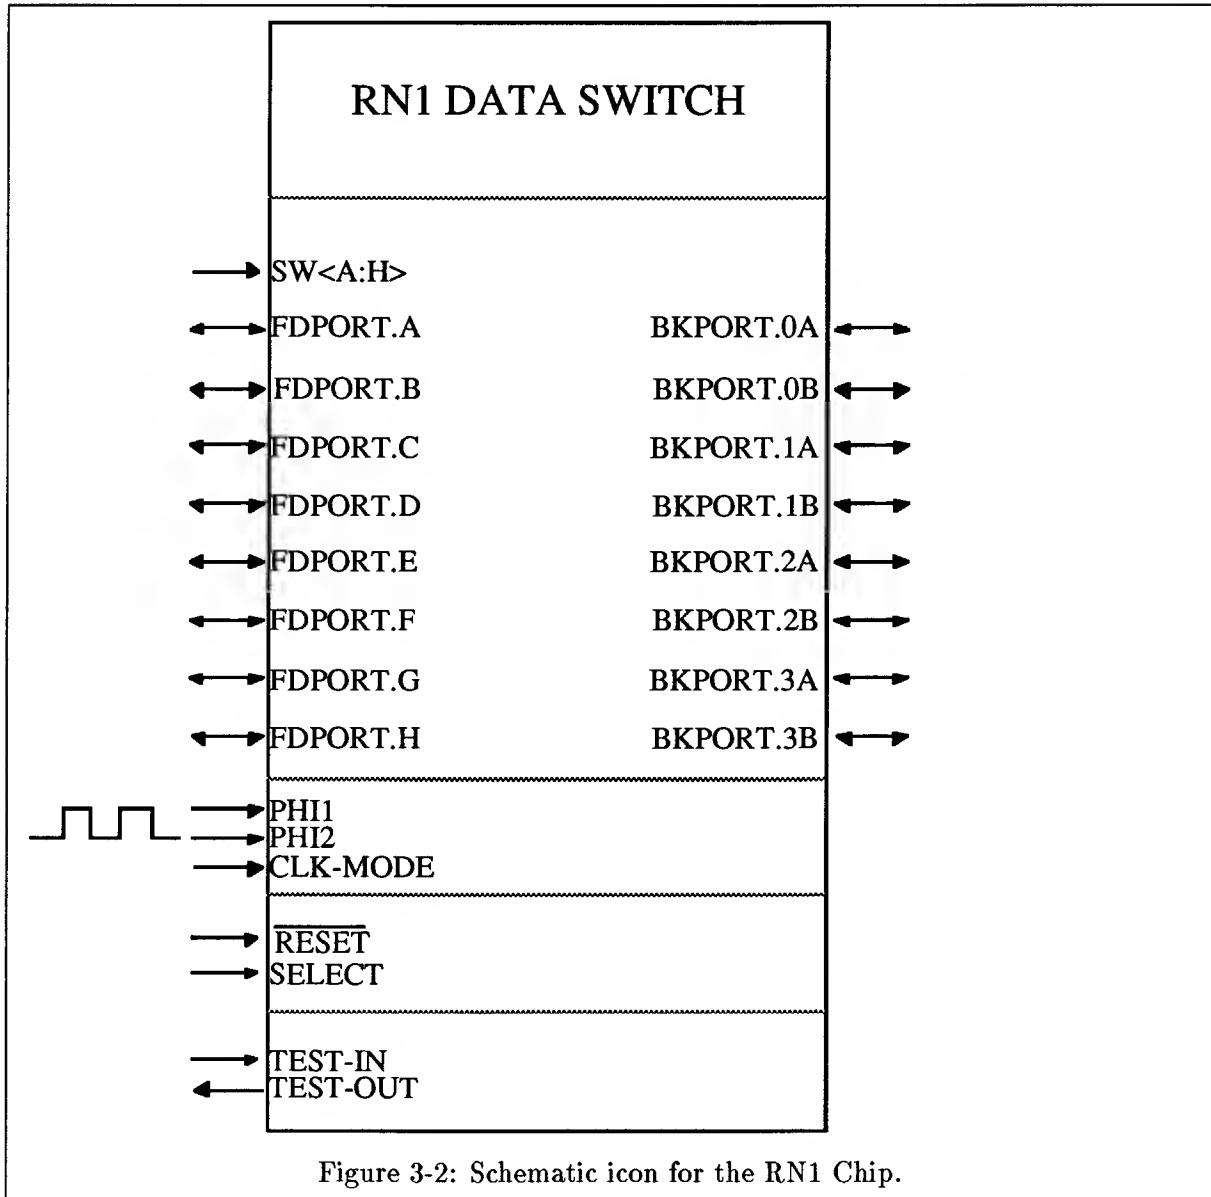 RN1 DATA SWITCH
SW<A:H>
FDPORT.A BKPORT.0A
FDPORT.B BKPORT.0B
FDPORT.C BKPORT.1A
FDPORT.D BKPORT.1B
FDPORT.E BKPORT.2A
FDPORT.F BKPORT.2B
FDPORT.G BKPORT.3A
FDPORT.H BKPORT.3B
PHI1
PHI2
CLK-MODE
RESET
SELECT
TEST-IN
TEST-OUT
Figure 3-2: Schematic icon for the RN1 Chip.